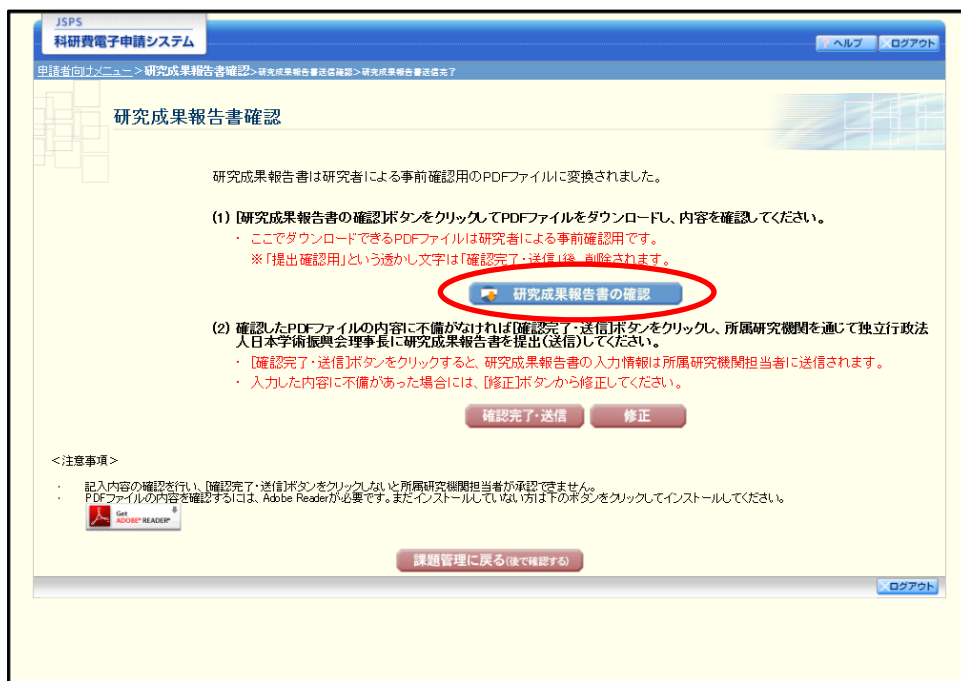 JSPS
科研費電子申請システム
ヘルプ
ログアウト
申請者向けメニュー>研究成果報告書確認>研究成果報告書送信確認>研究成果報告書送信完了
研究成果報告書確認
研究成果報告書は研究者による事前確認用のPDFファイルに変換されました。
(1) [研究成果報告書の確認]ボタンをクリックしてPDFファイルをダウンロードし、内容を確認してください。
・ ここでダウンロードできるPDFファイルは研究者による事前確認用です。
※「提出確認用」という透かし文字は「確認完了・送信」後、削除されます。
研究成果報告書の確認
(2) 確認したPDFファイルの内容に不備がなければ[確認完了・送信]ボタンをクリックし、所属研究機関を通じて独立行政法
人日本学術振興会理事長に研究成果報告書を提出(送信)してください。
・ [確認完了・送信]ボタンをクリックすると、研究成果報告書の入力情報は所属研究機関担当者に送信されます。
・ 入力した内容に不備があった場合には、[修正]ボタンから修正してください。
確認完了・送信
修正
<注意事項>
・ 記入内容の確認を行い、[確認完了・送信]ボタンをクリックしないと所属研究機関担当者が承認できません。
・ PDFファイルの内容を確認するには、Adobe Readerが必要です。まだインストールしていない方は下のボタンをクリックしてインストールしてください。
Get
ADOBE® READER®
課題管理に戻る(後で確認する)
ログアウト